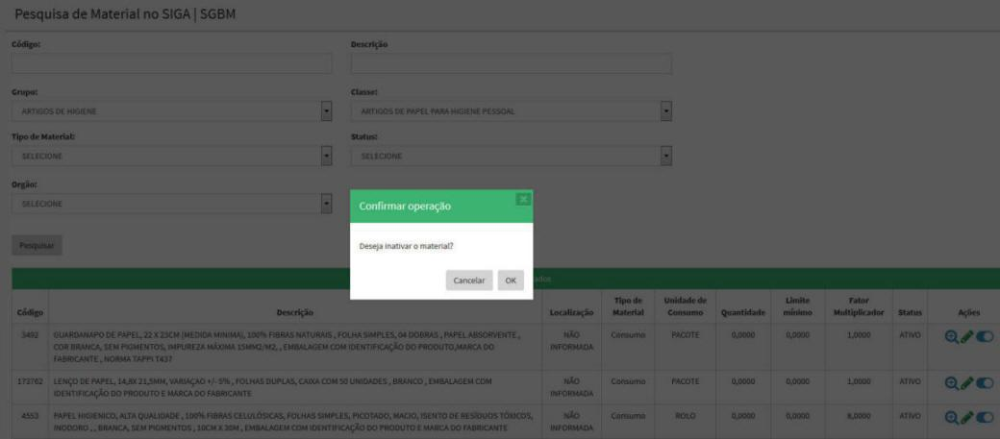 Pesquisa de Material no SIGA | SGBM
Código: Descrição
Grupo: Classe:
ARTIGOS DE HIGIENE ARTIGOS DE PAPEL PARA HIGIENE PESSOAL
Tipo de Material: Status:
SELECIONE SELECIONE
Orgão:
SELECIONE
Confirmar operação
Deseja inativar o material?
Cancelar OK
Pesquisar
Código Descrição Localização Tipo de Material Unidade de Consumo Quantidade Limite mínimo Fator Multiplicador Status Ações
3492 GUARDANAPO DE PAPEL, 22 X 23CM (MEDIDA MINIMA), 100% FIBRAS NATURAIS , FOLHA SIMPLES, 04 DOBRAS , PAPEL ABSORVENTE , NÃO Consumo PACOTE 0,0000 0,0000 1,0000 ATIVO
COR BRANCA, SEM PIGMENTOS, IMPUREZA MÁXIMA 15MM2/M2, , EMBALAGEM COM IDENTIFICAÇÃO DO PRODUTO,MARCA DO INFORMADA
FABRICANTE , NORMA TAPPI T437
173762 LENÇO DE PAPEL, 14,8X 21,5MM, VARIAÇAO +/- 5% , FOLHAS DUPLAS, CAIXA COM 50 UNIDADES , BRANCO , EMBALAGEM COM NÃO Consumo PACOTE 0,0000 0,0000 1,0000 ATIVO
IDENTIFICAÇÃO DO PRODUTO E MARCA DO FABRICANTE INFORMADA
4553 PAPEL HIGIENICO, ALTA QUALIDADE , 100% FIBRAS CELULÓSICAS, FOLHAS SIMPLES, PICOTADO, MACIO, ISENTO DE RESÍDUOS TÓXICOS, NÃO Consumo ROLO 0,0000 0,0000 8,0000 ATIVO
INODORO , , BRANCA, SEM PIGMENTOS , 10CM X 30M , EMBALAGEM COM IDENTIFICAÇÃO DO PRODUTO E MARCA DO FABRICANTE INFORMADA